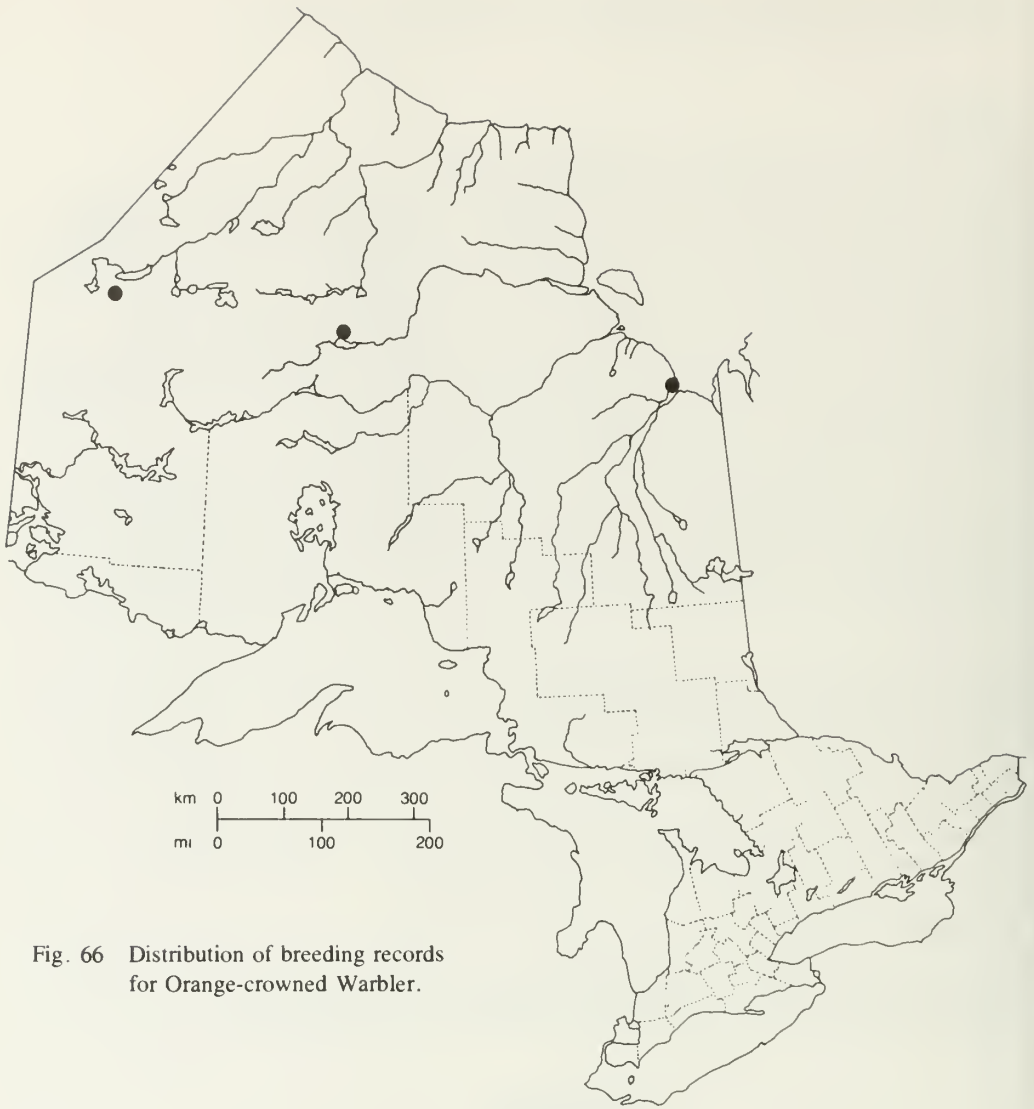 km 0 100 200 300
mi 0 100 200
Fig. 66 Distribution of breeding records
for Orange-crowned Warbler.